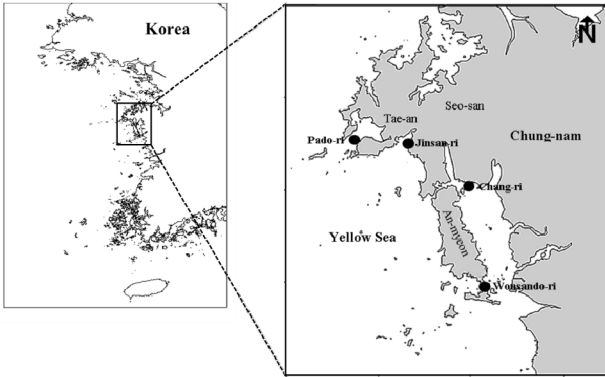 Korea
N
Seo-san
Tae-an
Chung-nam
Pado-ri
Jinsan-ri
Chang-ri
An-myeon
Yellow Sea
Wonsando-ri